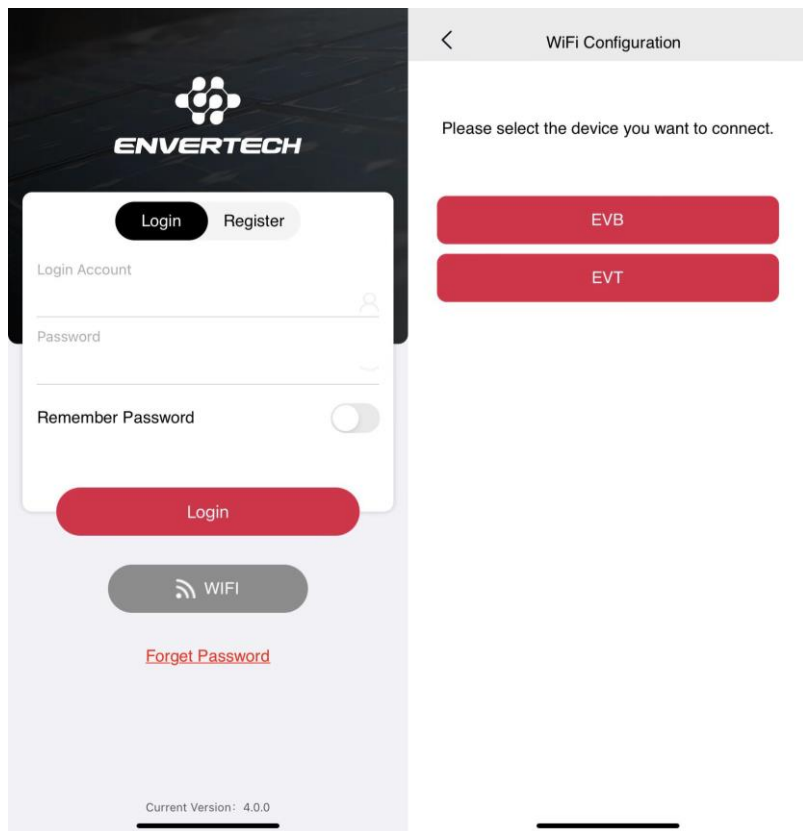 ENVERTECH
Login Register
Login Account
Password
Remember Password
Login
WIFI
Forget Password
Current Version: 4.0.0
WiFi Configuration
Please select the device you want to connect.
EVB
EVT